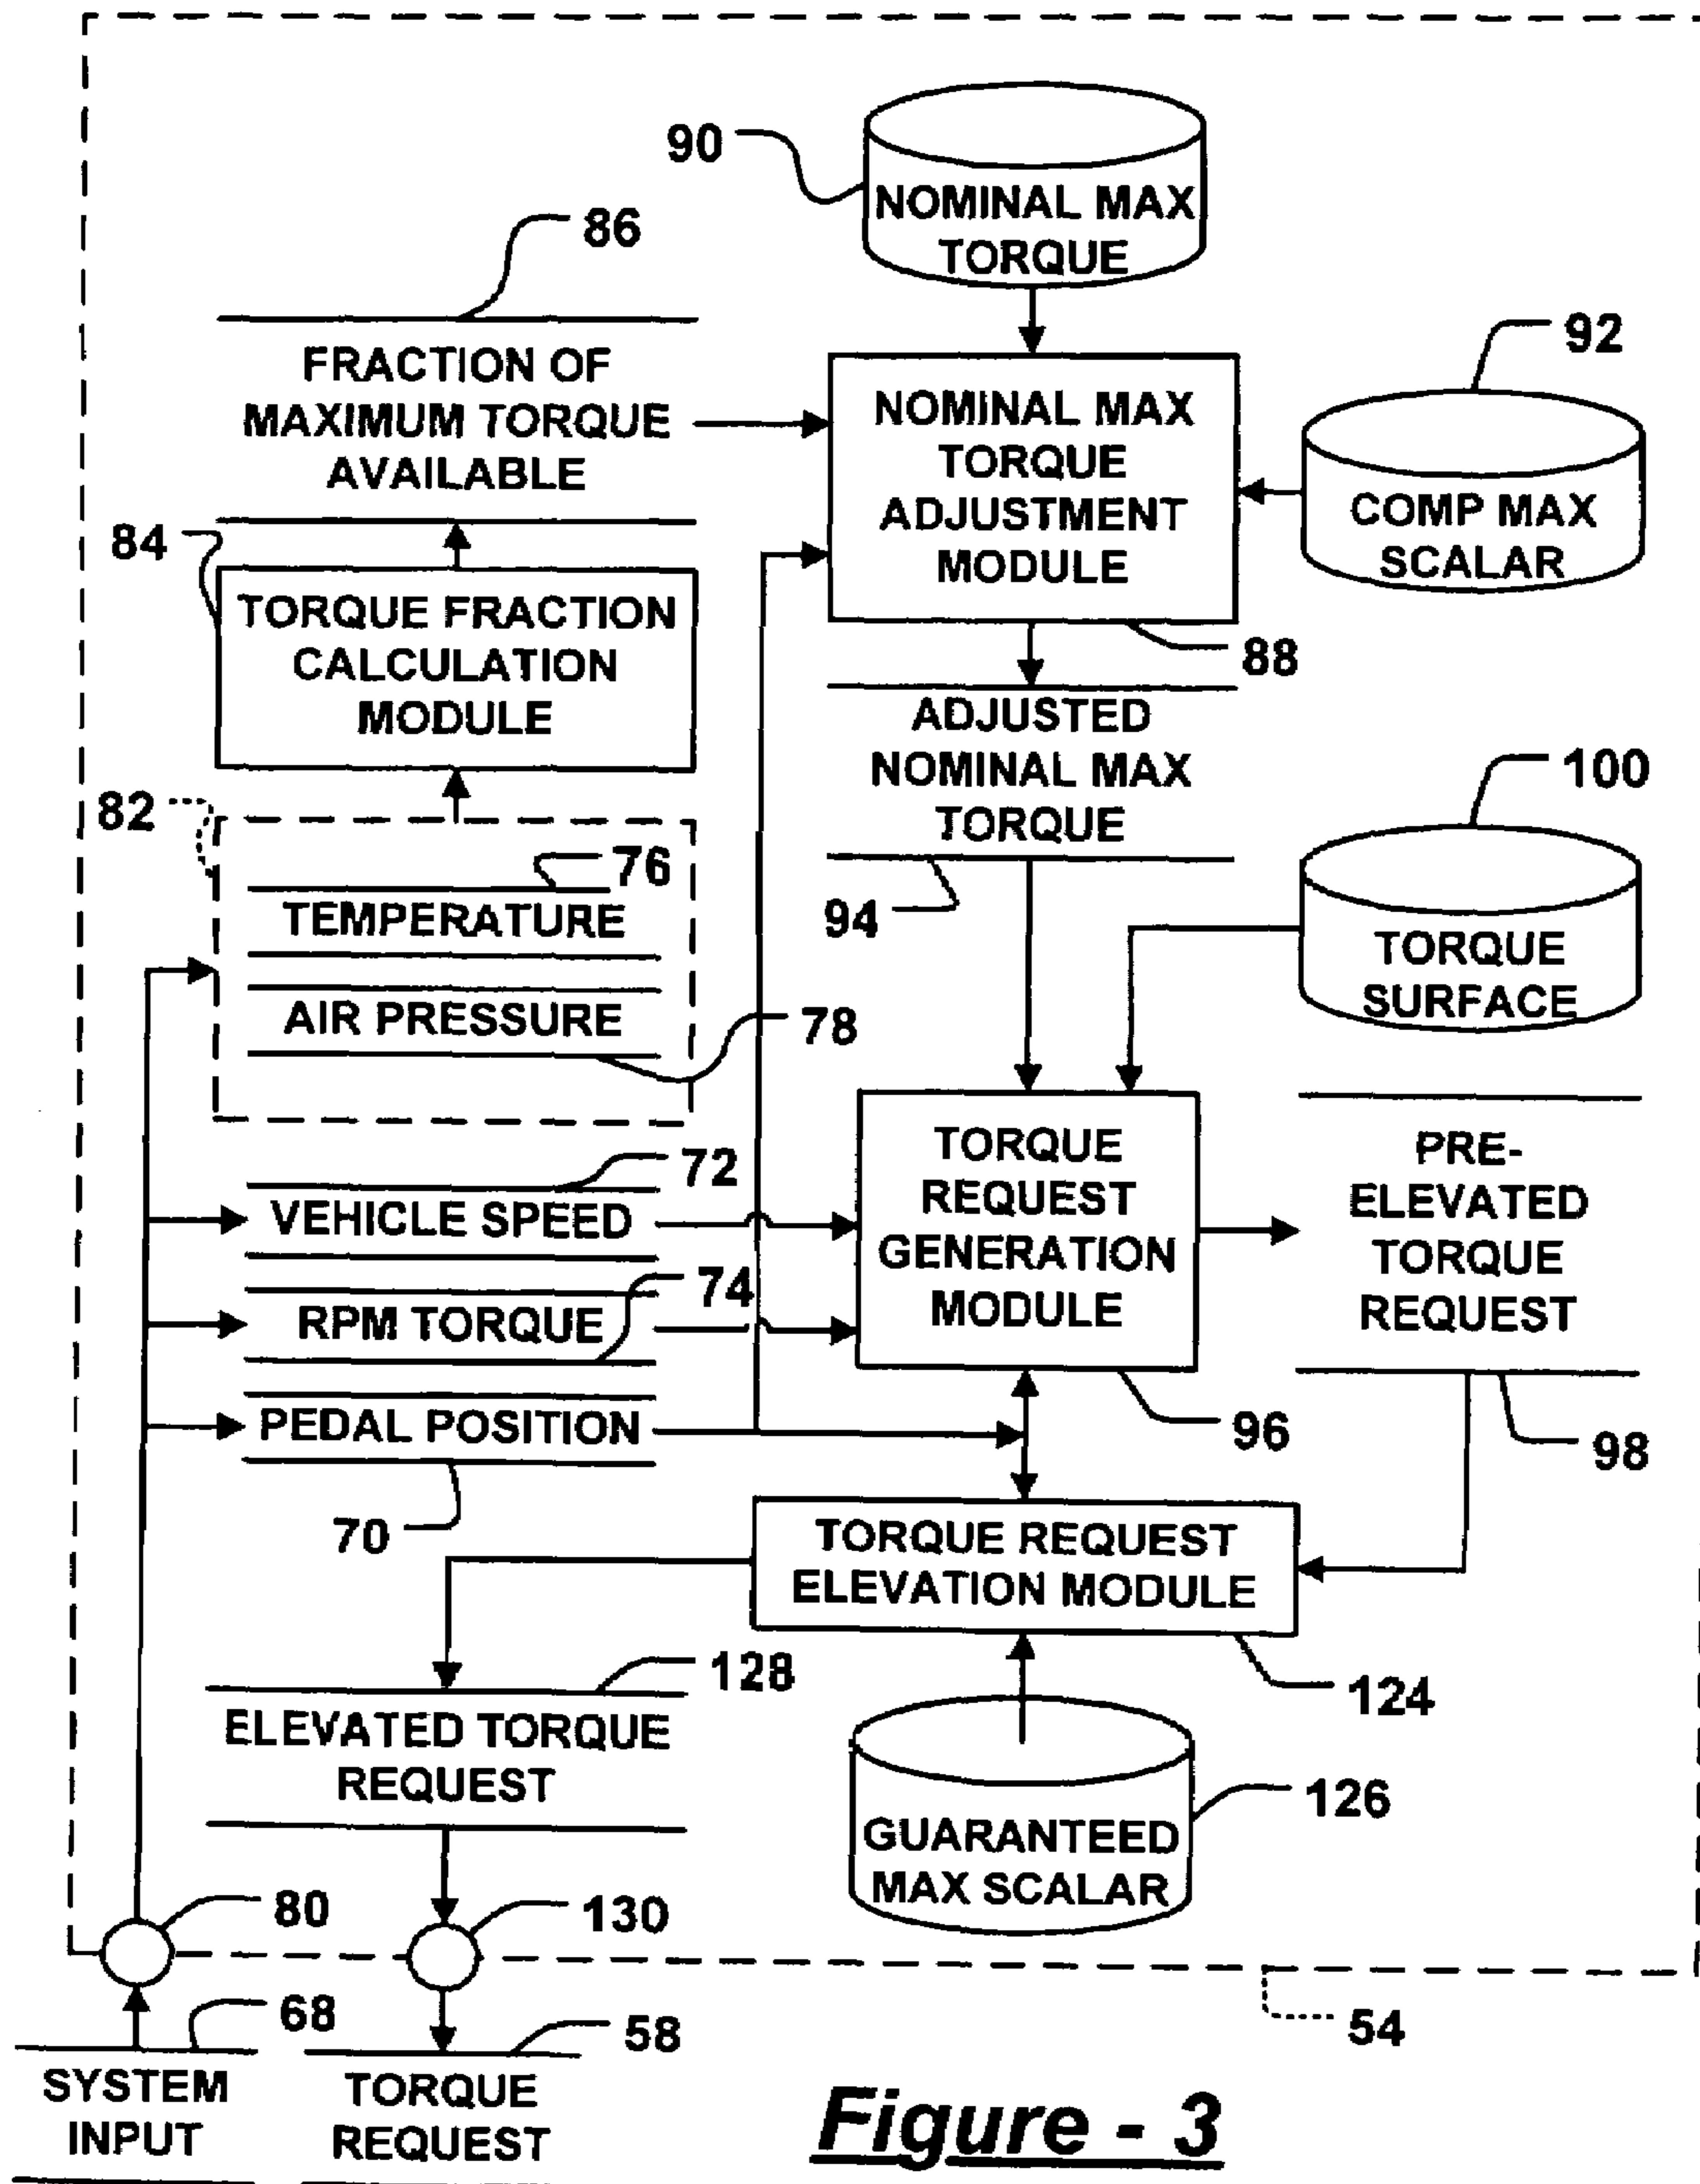 90
NOMINAL MAX
TORQUE
86
92
FRACTION OF
MAXIMUM TORQUE
AVAILABLE
NOMINAL MAX
TORQUE
ADJUSTMENT
MODULE
COMP MAX
SCALAR
84
TORQUE FRACTION
CALCULATION
MODULE
88
ADJUSTED
NOMINAL MAX
TORQUE
94
100
TORQUE
SURFACE
82
76
TEMPERATURE
AIR PRESSURE
78
72
VEHICLE SPEED
74
RPM TORQUE
PEDAL POSITION
70
TORQUE
REQUEST
GENERATION
MODULE
96
PRE-
ELEVATED
TORQUE
REQUEST
98
TORQUE REQUEST
ELEVATION MODULE
124
128
ELEVATED TORQUE
REQUEST
GUARANTEED
MAX SCALAR
126
80
130
54
68
58
SYSTEM
INPUT
TORQUE
REQUEST
Figure - 3